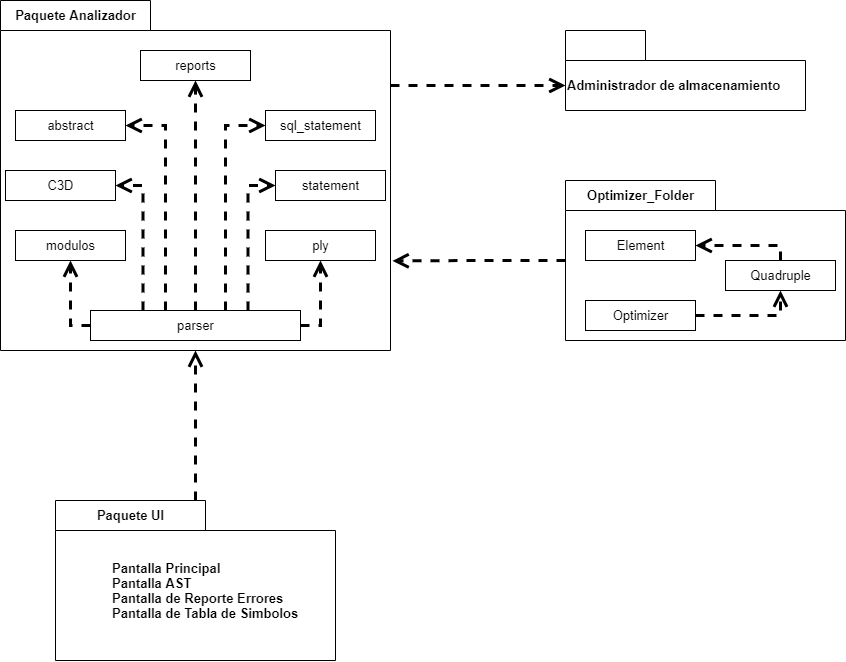 Paquete Analizador
reports
abstract
sql_statement
C3D
statement
modulos
ply
parser
Administrador de almacenamiento
Optimizer_Folder
Element
Quadruple
Optimizer
Paquete UI
Pantalla Principal
Pantalla AST
Pantalla de Reporte Errores
Pantalla de Tabla de Simbolos